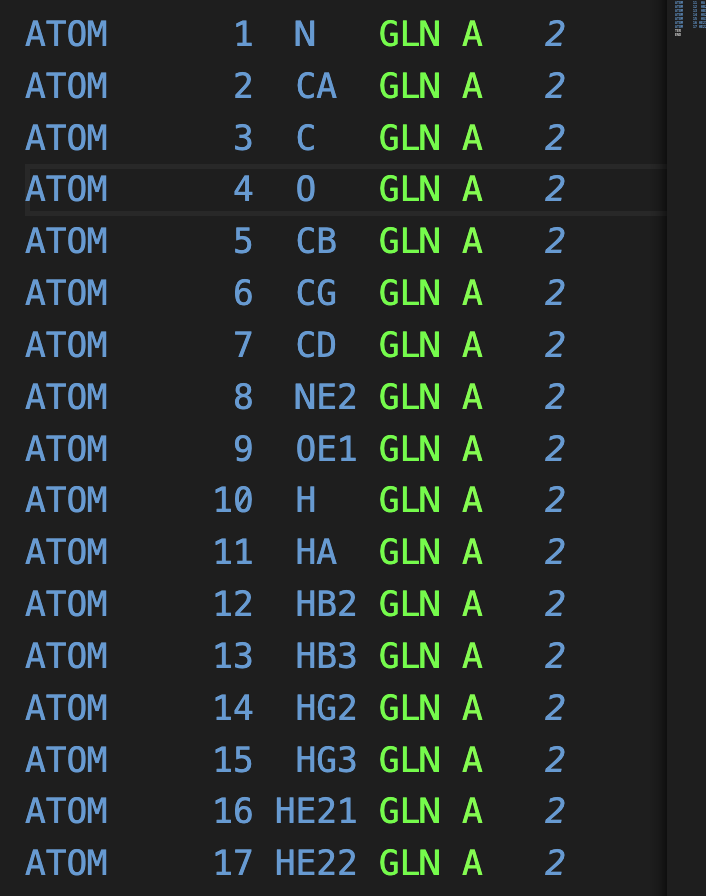 ATOM      1  N   GLN A   2
ATOM      2  CA  GLN A   2
ATOM      3  C   GLN A   2
ATOM      4  O   GLN A   2
ATOM      5  CB  GLN A   2
ATOM      6  CG  GLN A   2
ATOM      7  CD  GLN A   2
ATOM      8  NE2 GLN A   2
ATOM      9  OE1 GLN A   2
ATOM     10  H   GLN A   2
ATOM     11  HA  GLN A   2
ATOM     12  HB2 GLN A   2
ATOM     13  HB3 GLN A   2
ATOM     14  HG2 GLN A   2
ATOM     15  HG3 GLN A   2
ATOM     16 HE21 GLN A   2
ATOM     17 HE22 GLN A   2